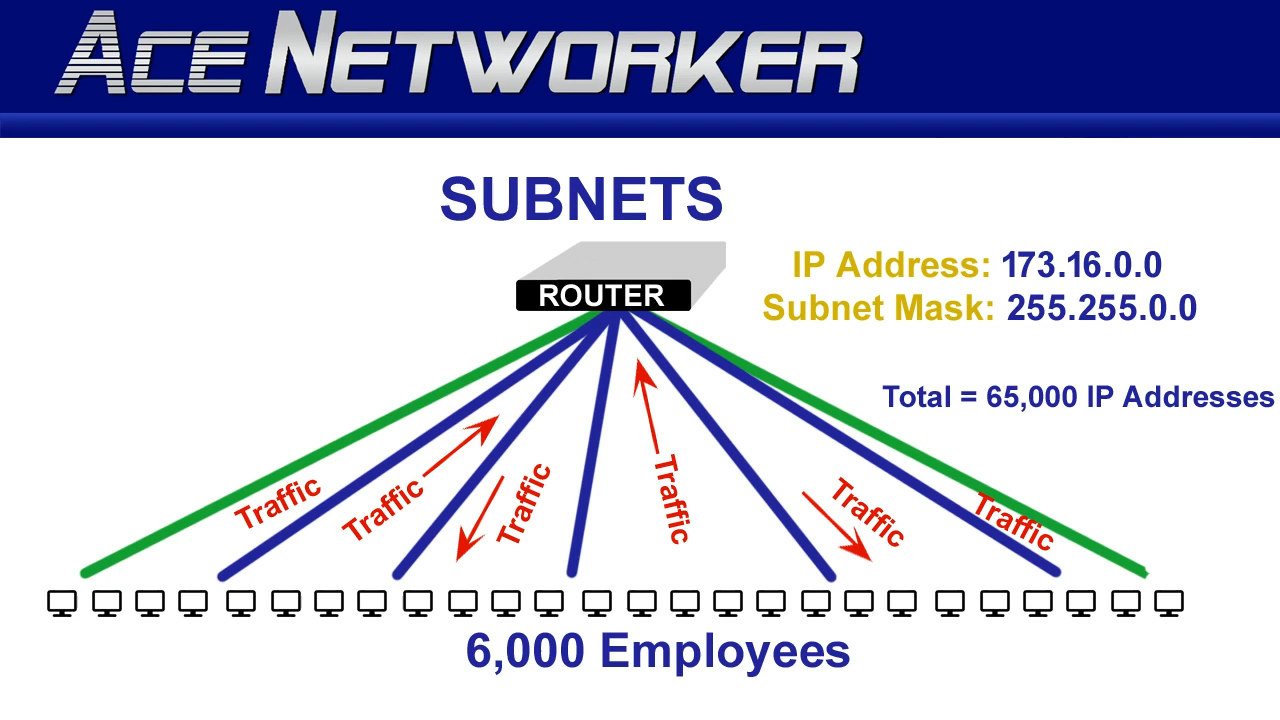 ACE NETWORKER
SUBNETS
IP Address: 173.16.0.0
Subnet Mask: 255.255.0.0
ROUTER
Total = 65,000 IP Addresses
Traffic
Traffic
Traffic
Traffic
Traffic
Traffic
6,000 Employees